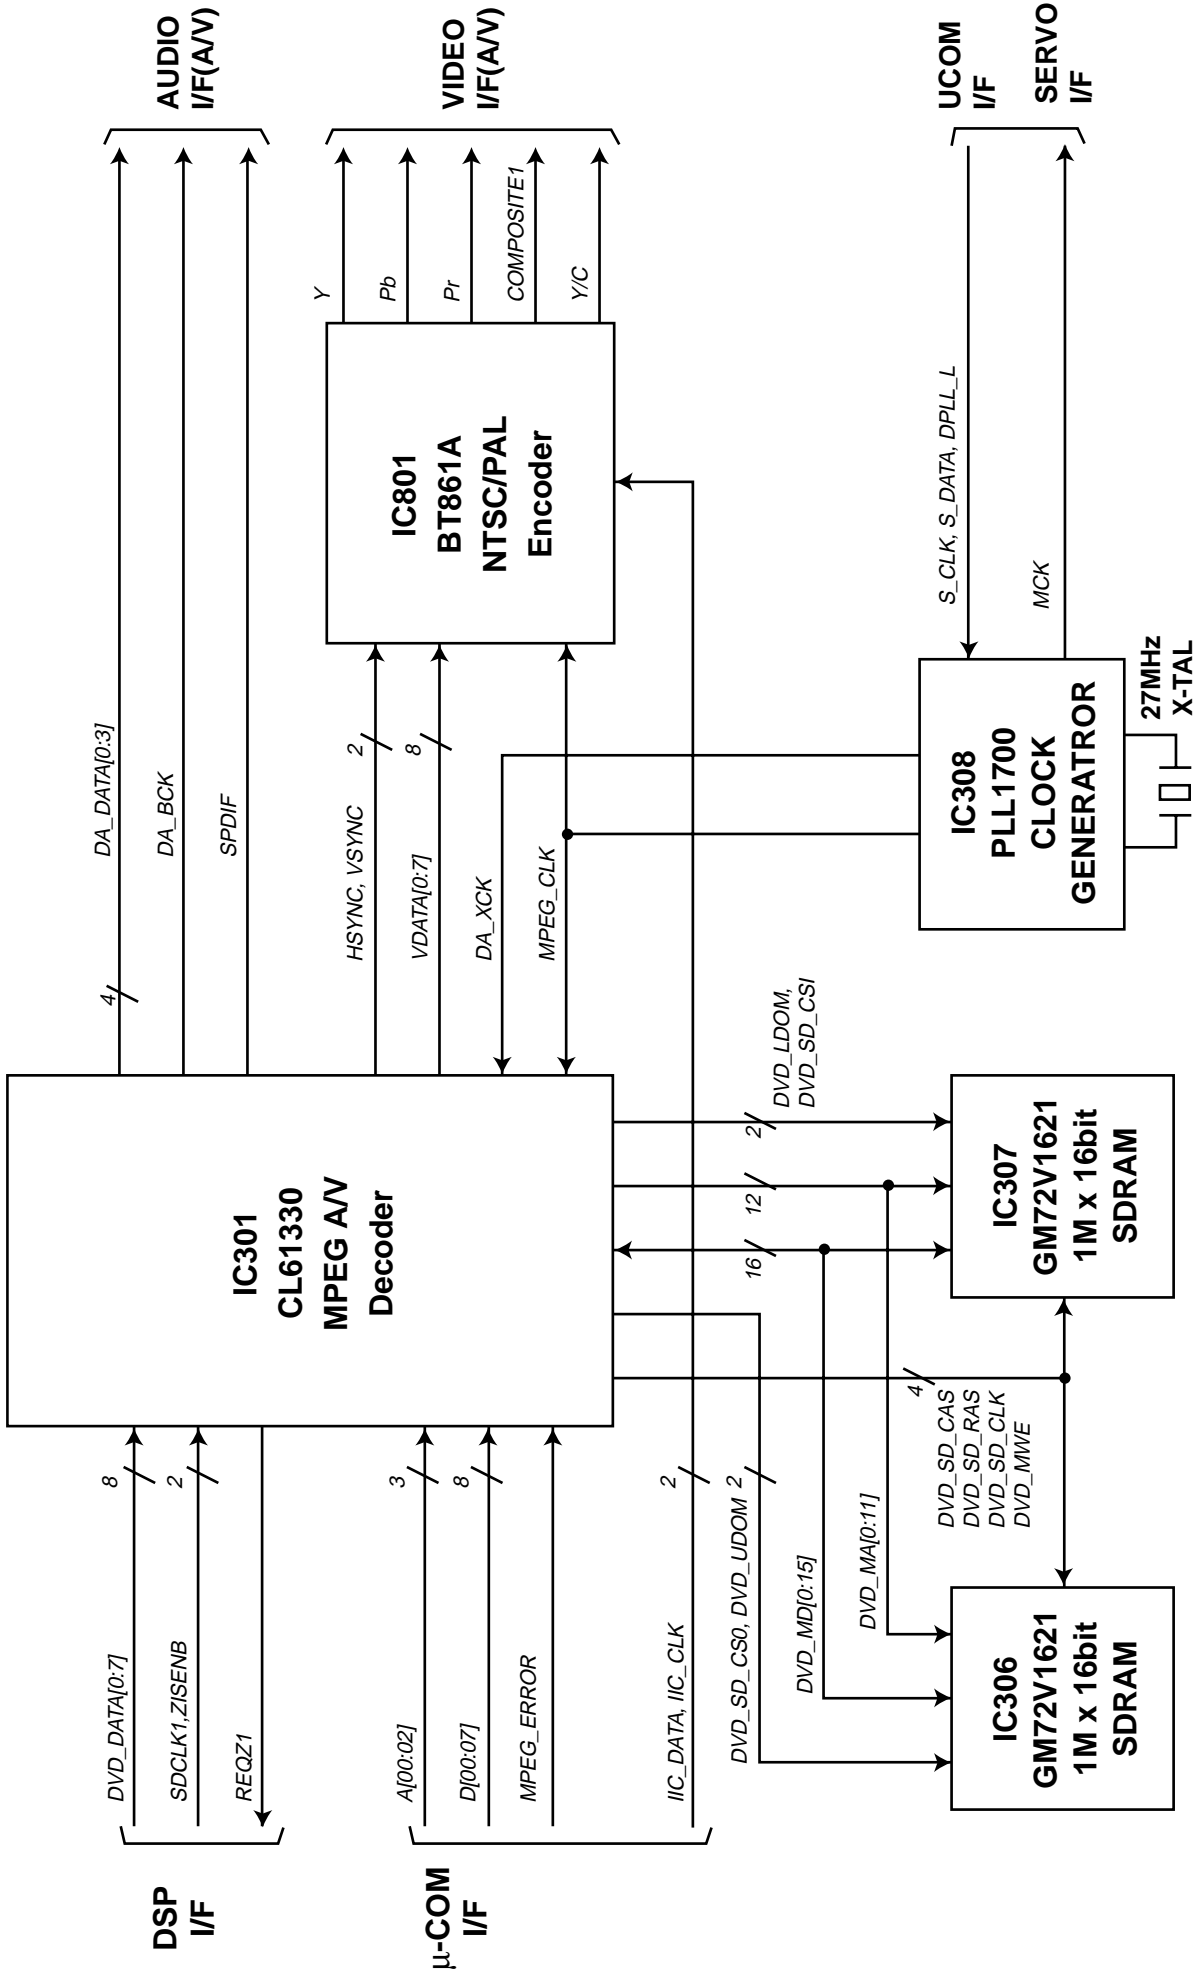 DSP
I/F
DVD_DATA[0:7]
8
SDCLK1,ZISENB
2
REQZ1
μ-COM
I/F
A[00:02]
3
D[00:07]
8
MPEG_ERROR
IIC_DATA, IIC_CLK
2
IC301
CL61330
MPEG A/V
Decoder
4
DA_DATA[0:3]
DA_BCK
SPDIF
AUDIO
I/F(A/V)
HSYNC, VSYNC
2
VDATA[0:7]
8
DA_XCK
MPEG_CLK
IC801
BT861A
NTSC/PAL
Encoder
Y
Pb
Pr
COMPOSITE1
Y/C
VIDEO
I/F(A/V)
DVD_SD_CS0, DVD_UDOM
2
DVD_MD[0:15]
16
DVD_MA[0:11]
12
2
DVD_LDOM,
DVD_SD_CSI
4
DVD_SD_CAS
DVD_SD_RAS
DVD_SD_CLK
DVD_MWE
IC306
GM72V1621
1M x 16bit
SDRAM
IC307
GM72V1621
1M x 16bit
SDRAM
IC308
PLL1700
CLOCK
GENERATROR
27MHz
X-TAL
S_CLK, S_DATA, DPLL_L
MCK
UCOM
I/F
SERVO
I/F